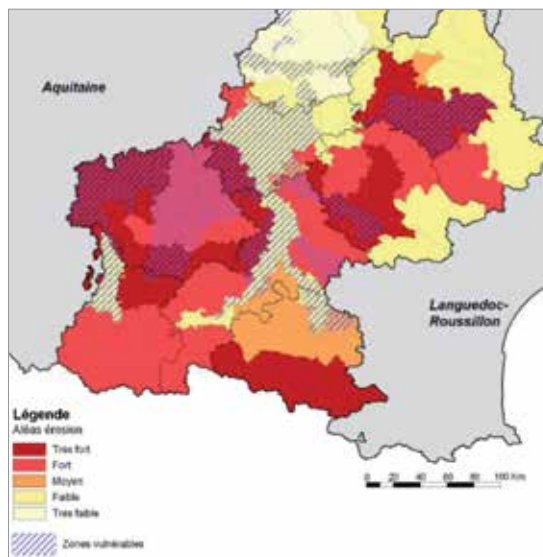 Aquitaine
Languedoc-
Roussillon
Légende
Aléas érosion
Très fort
Fort
Moyen
Faible
Très faible
Zones vulnérables
0 20 40 60 80 100 Km